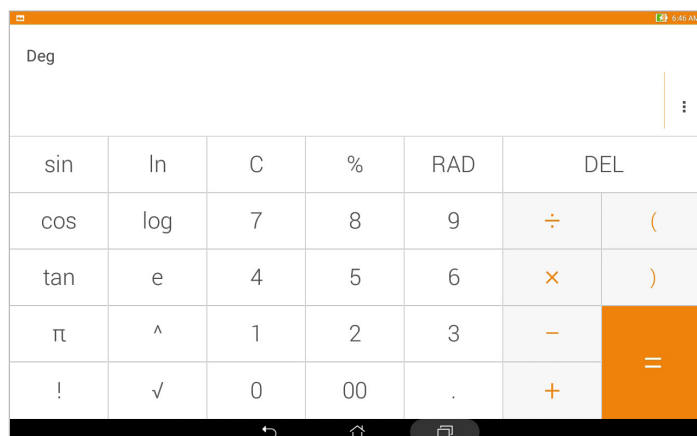 6:46 AM
Deg
sin ln C % RAD DEL
cos log 7 8 9 ÷ (
tan e 4 5 6 × )
π ^ 1 2 3 − =
! √ 0 00 . +